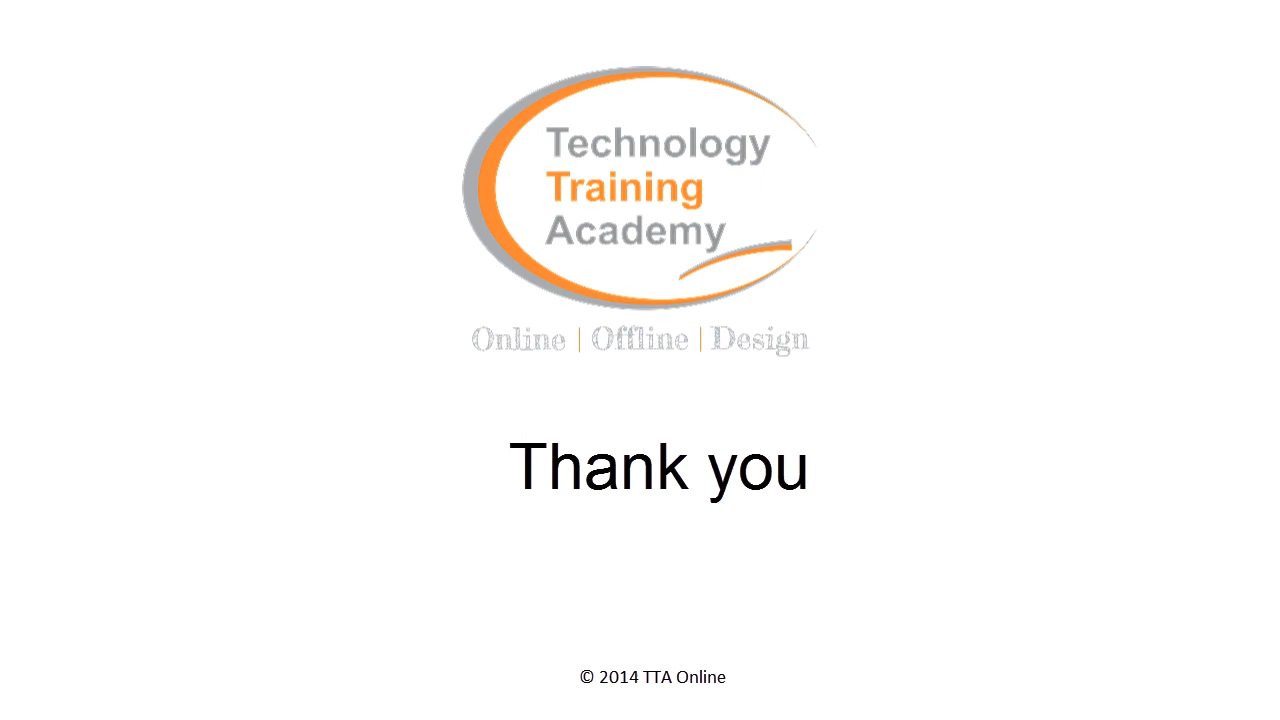 Technology
Training
Academy
Online | Offline | Design
Thank you
© 2014 TTA Online